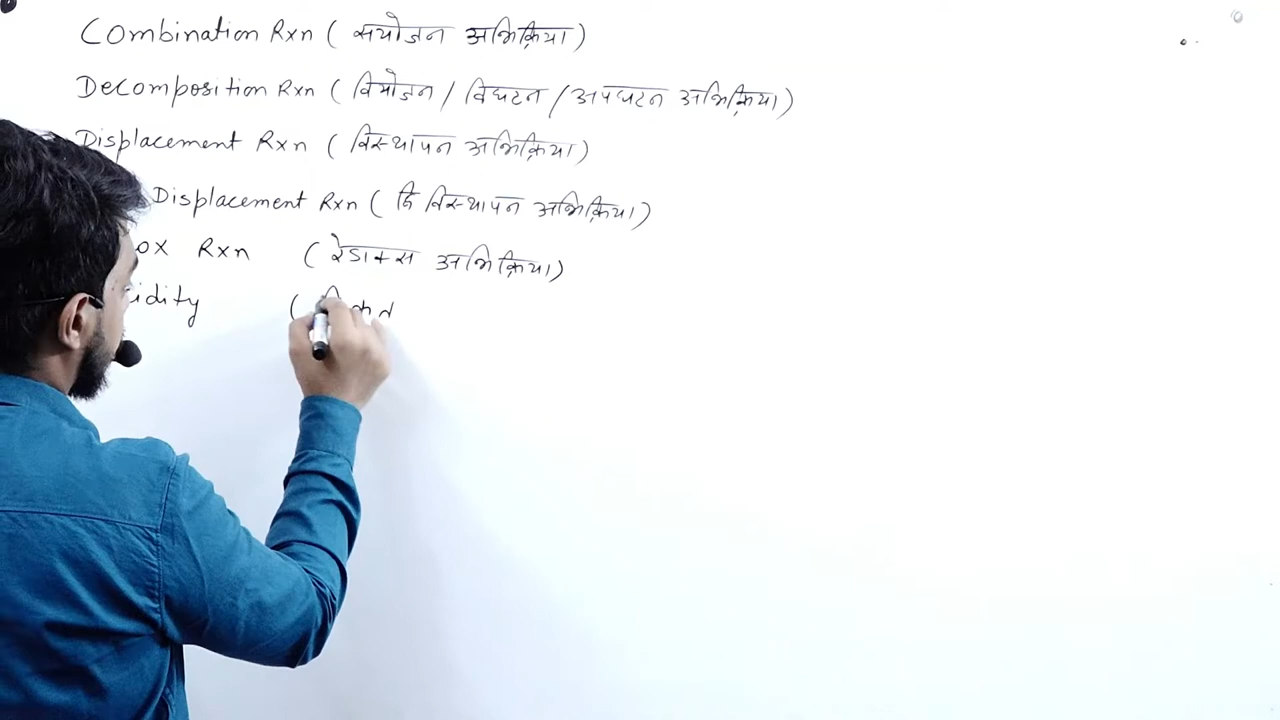 Combination Rxn ( संयोजन अभिक्रिया )
Decomposition Rxn ( वियोजन / विघटन / अपघटन अभिक्रिया )
Displacement Rxn ( विस्थापन अभिक्रिया )
Displacement Rxn ( द्वि विस्थापन अभिक्रिया )
ox Rxn ( रेडाक्स अभिक्रिया )
idity (